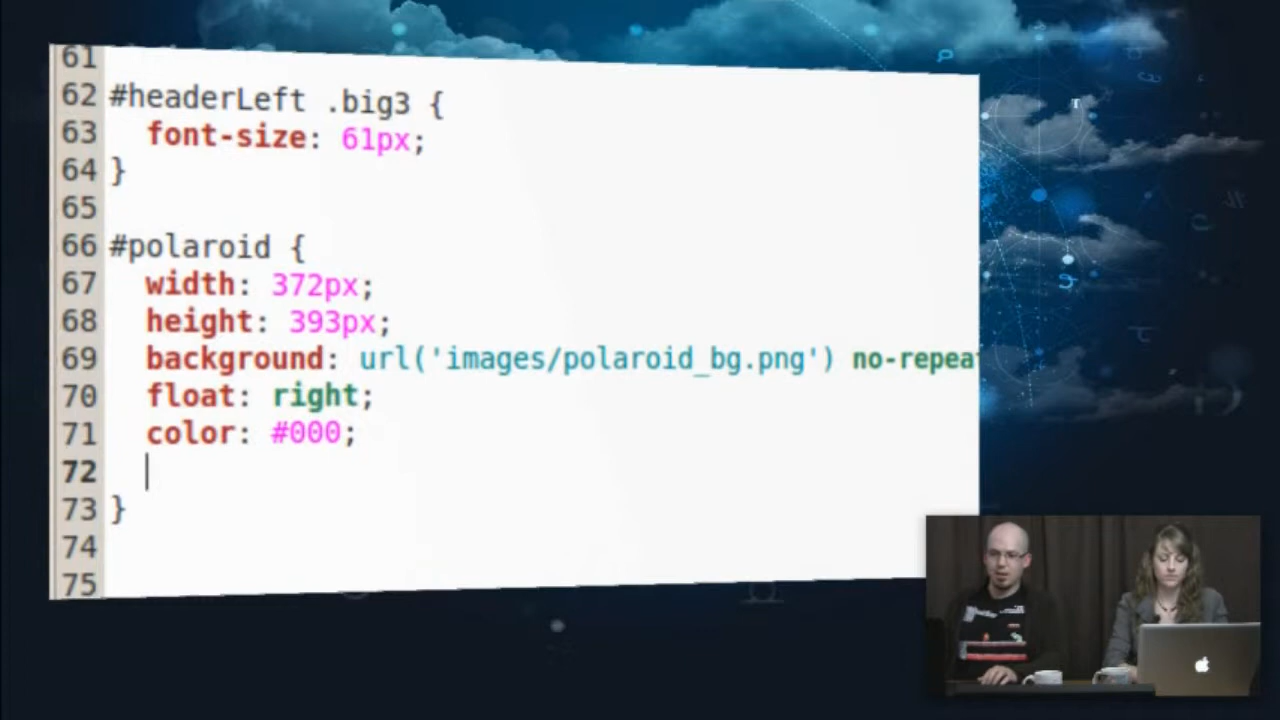 61
62 #headerLeft .big3 {
63 font-size: 61px;
64 }
65
66 #polaroid {
67 width: 372px;
68 height: 393px;
69 background: url('images/polaroid_bg.png') no-repeat
70 float: right;
71 color: #000;
72
73 }
74
75